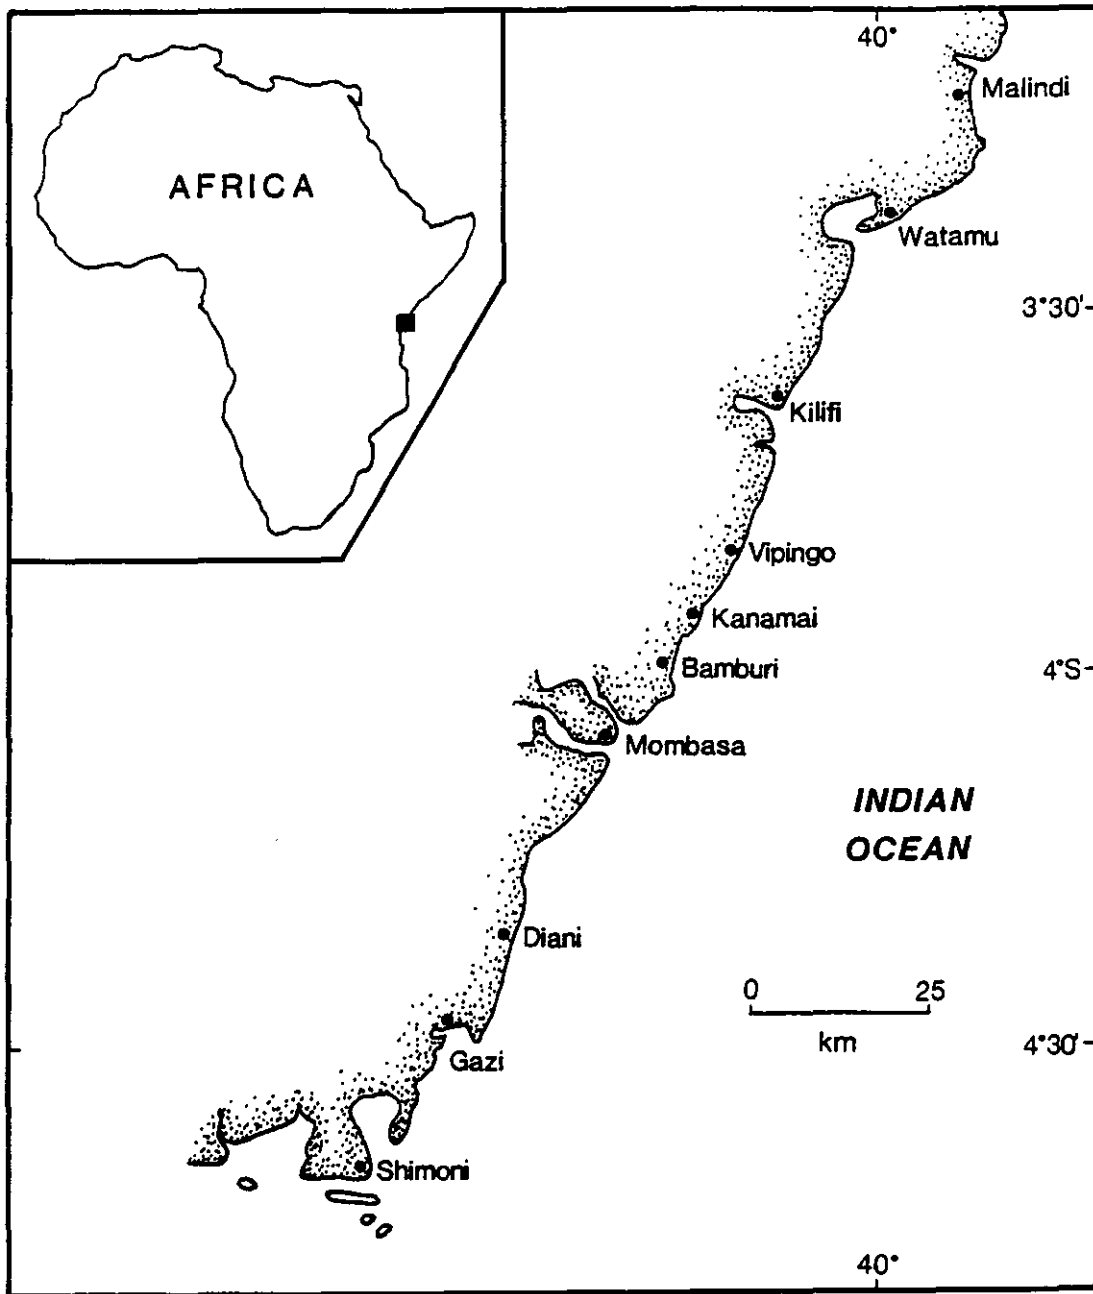 40°
Malindi
AFRICA
Watamu
3°30'
Kilifi
Vipingo
Kanamai
Bamburi
4°S
Mombasa
INDIAN
OCEAN
Diani
0 25
km
4°30'
Gazi
Shimoni
40°